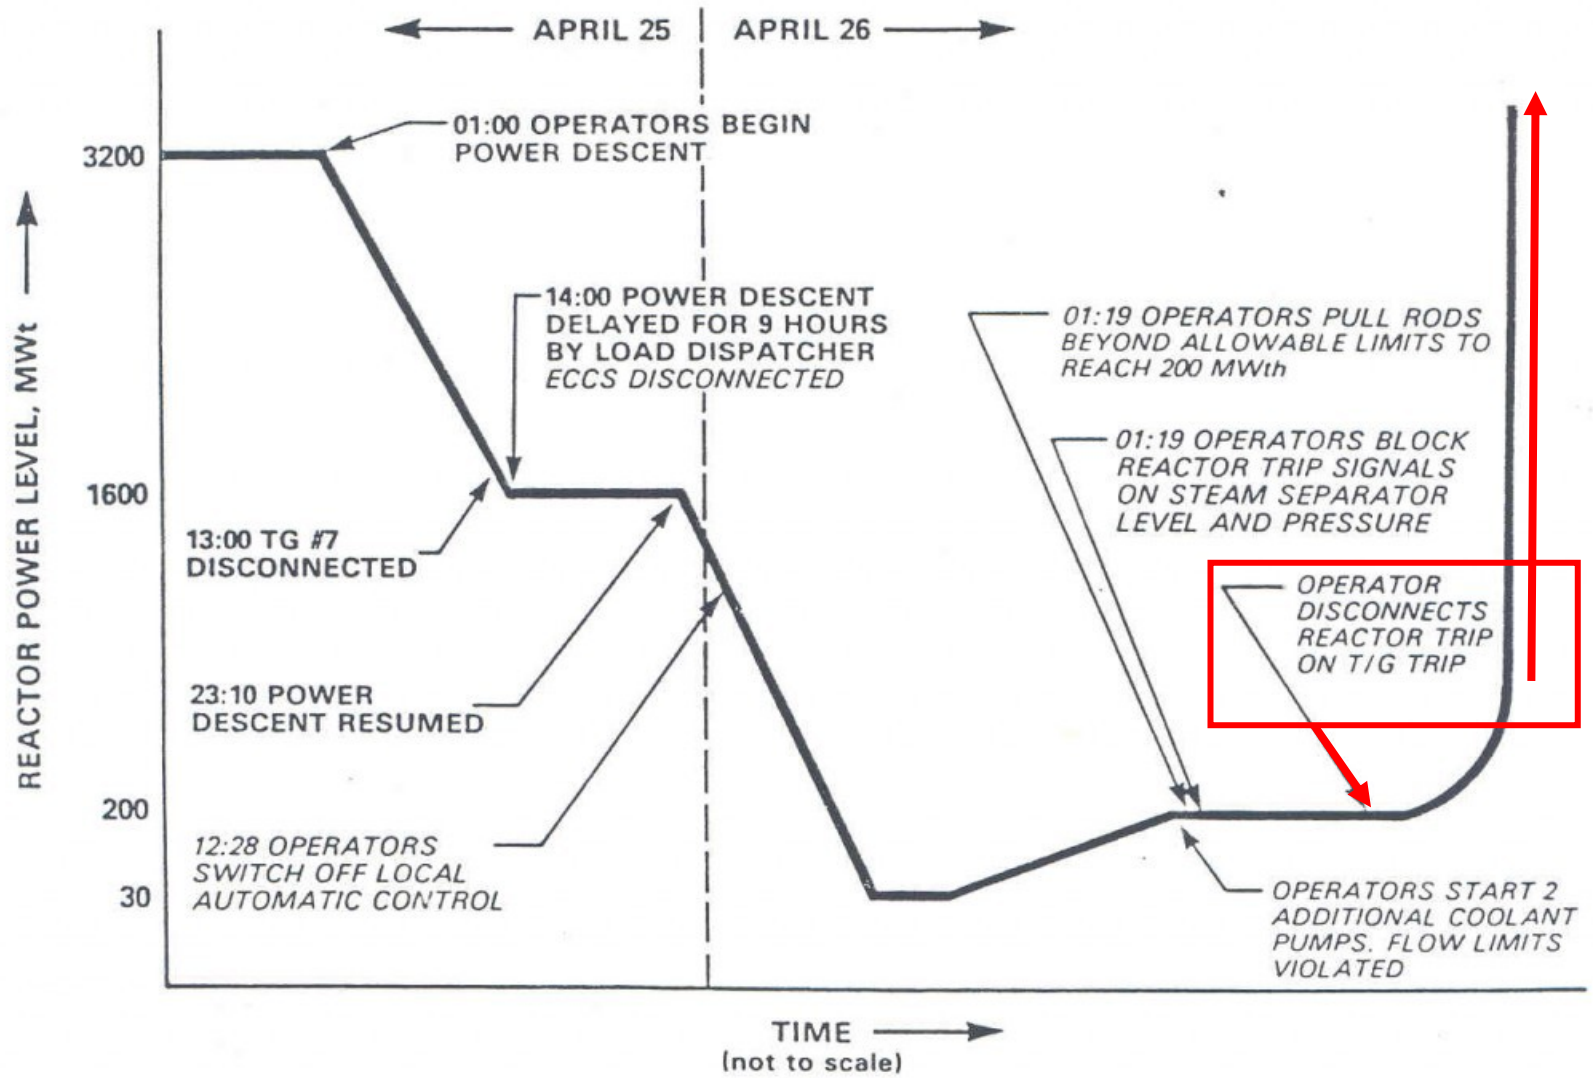 APRIL 25
APRIL 26
01:00 OPERATORS BEGIN
POWER DESCENT
3200
14:00 POWER DESCENT
DELAYED FOR 9 HOURS
BY LOAD DISPATCHER
ECCS DISCONNECTED
01:19 OPERATORS PULL RODS
BEYOND ALLOWABLE LIMITS TO
REACH 200 MWth
01:19 OPERATORS BLOCK
REACTOR TRIP SIGNALS
ON STEAM SEPARATOR
LEVEL AND PRESSURE
1600
13:00 TG #7
DISCONNECTED
OPERATOR
DISCONNECTS
REACTOR TRIP
ON T/G TRIP
23:10 POWER
DESCENT RESUMED
REACTOR POWER LEVEL, MWt
200
12:28 OPERATORS
SWITCH OFF LOCAL
AUTOMATIC CONTROL
30
OPERATORS START 2
ADDITIONAL COOLANT
PUMPS. FLOW LIMITS
VIOLATED
TIME
(not to scale)